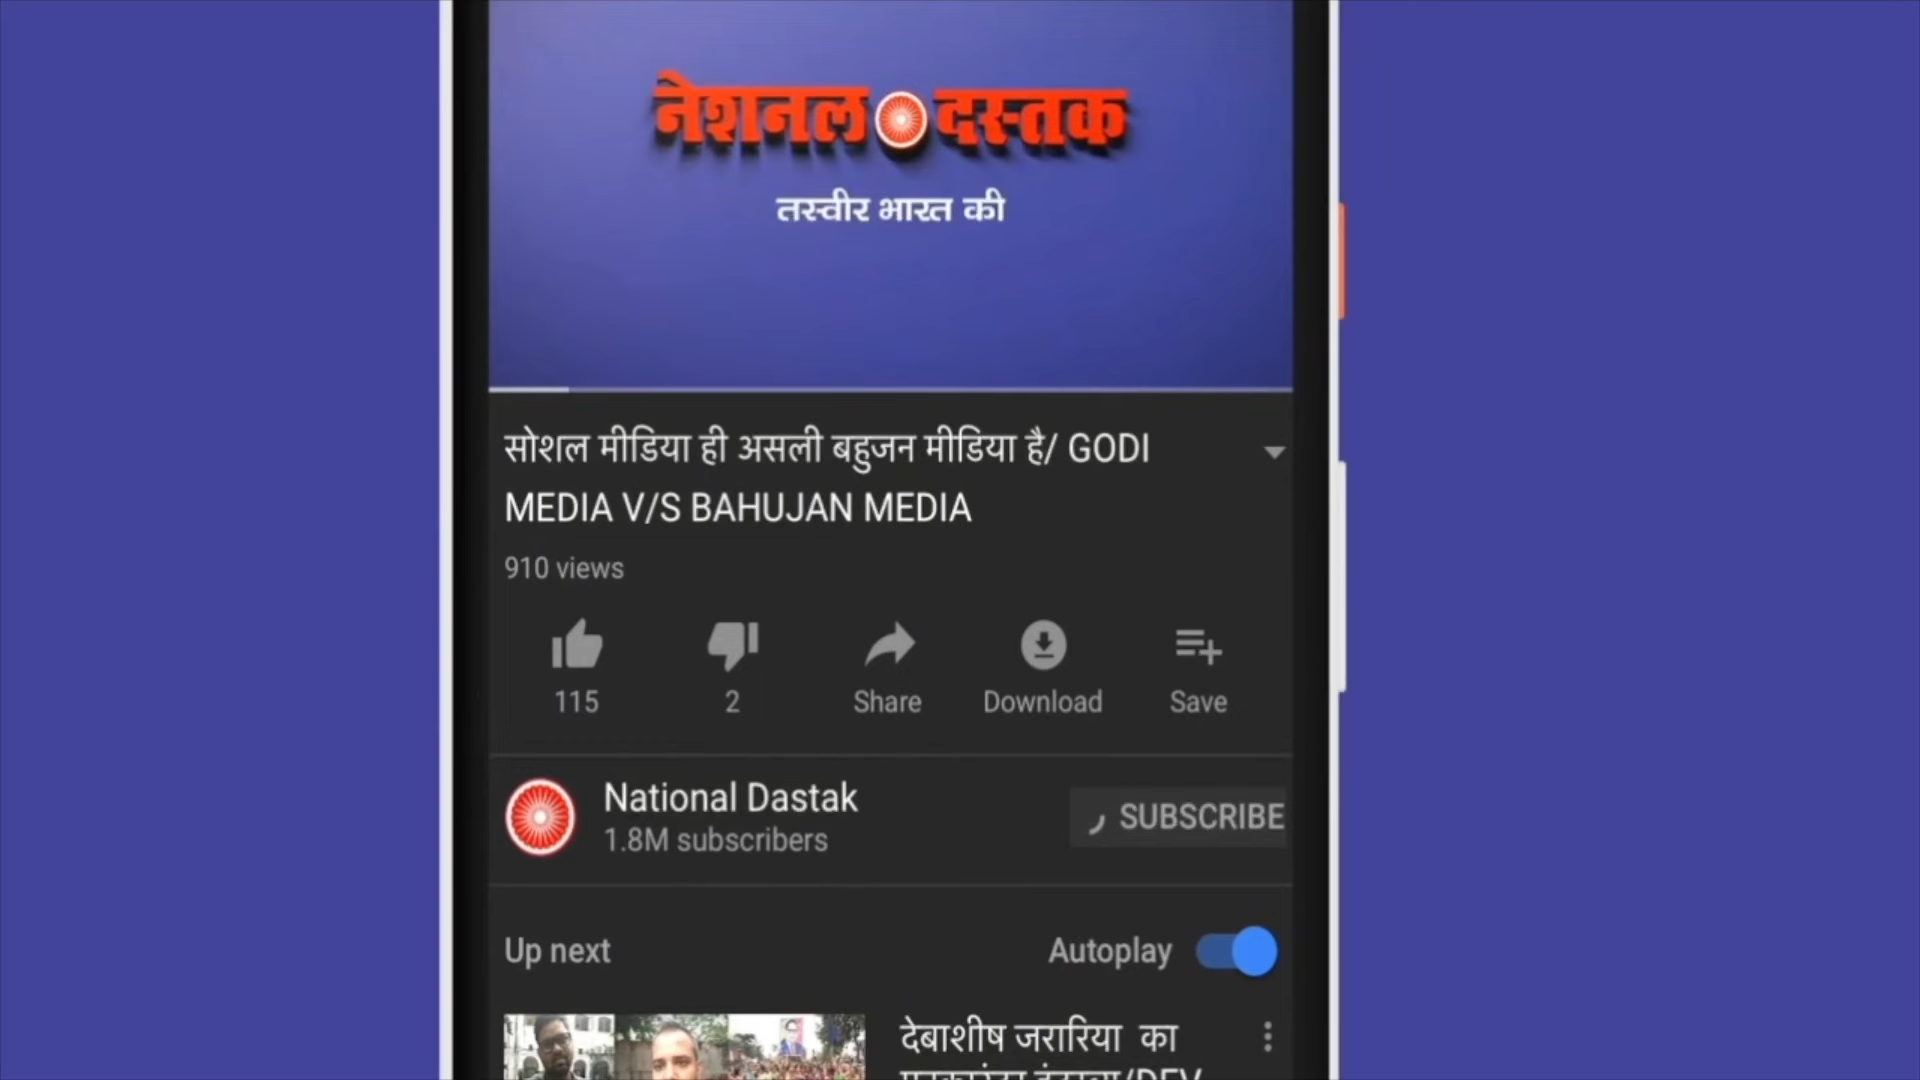 नेशनल दस्तक
तस्वीर भारत की
सोशल मीडिया ही असली बहुजन मीडिया है/ GODI
MEDIA V/S BAHUJAN MEDIA
910 views
115
2
Share
Download
Save
National Dastak
1.8M subscribers
SUBSCRIBE
Up next
Autoplay
देबाशीष जरारिया का